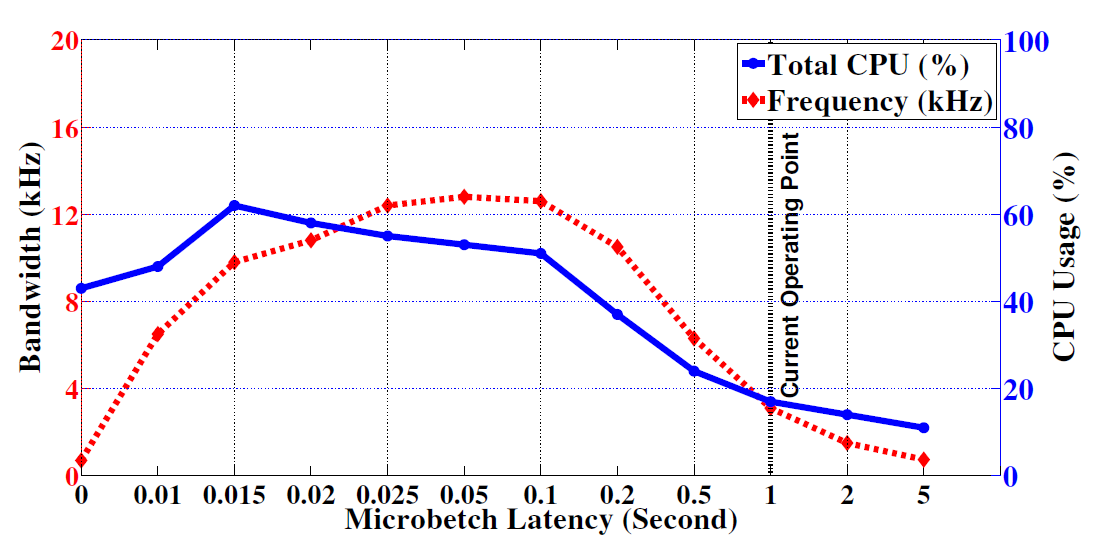 20
16
12
8
4
0
Bandwidth (kHz)
100
80
60
40
20
0
CPU Usage (%)
Total CPU (%)
Frequency (kHz)
Current Operating Point
0 0.01 0.015 0.02 0.025 0.05 0.1 0.2 0.5 1 2 5
Microbetch Latency (Second)